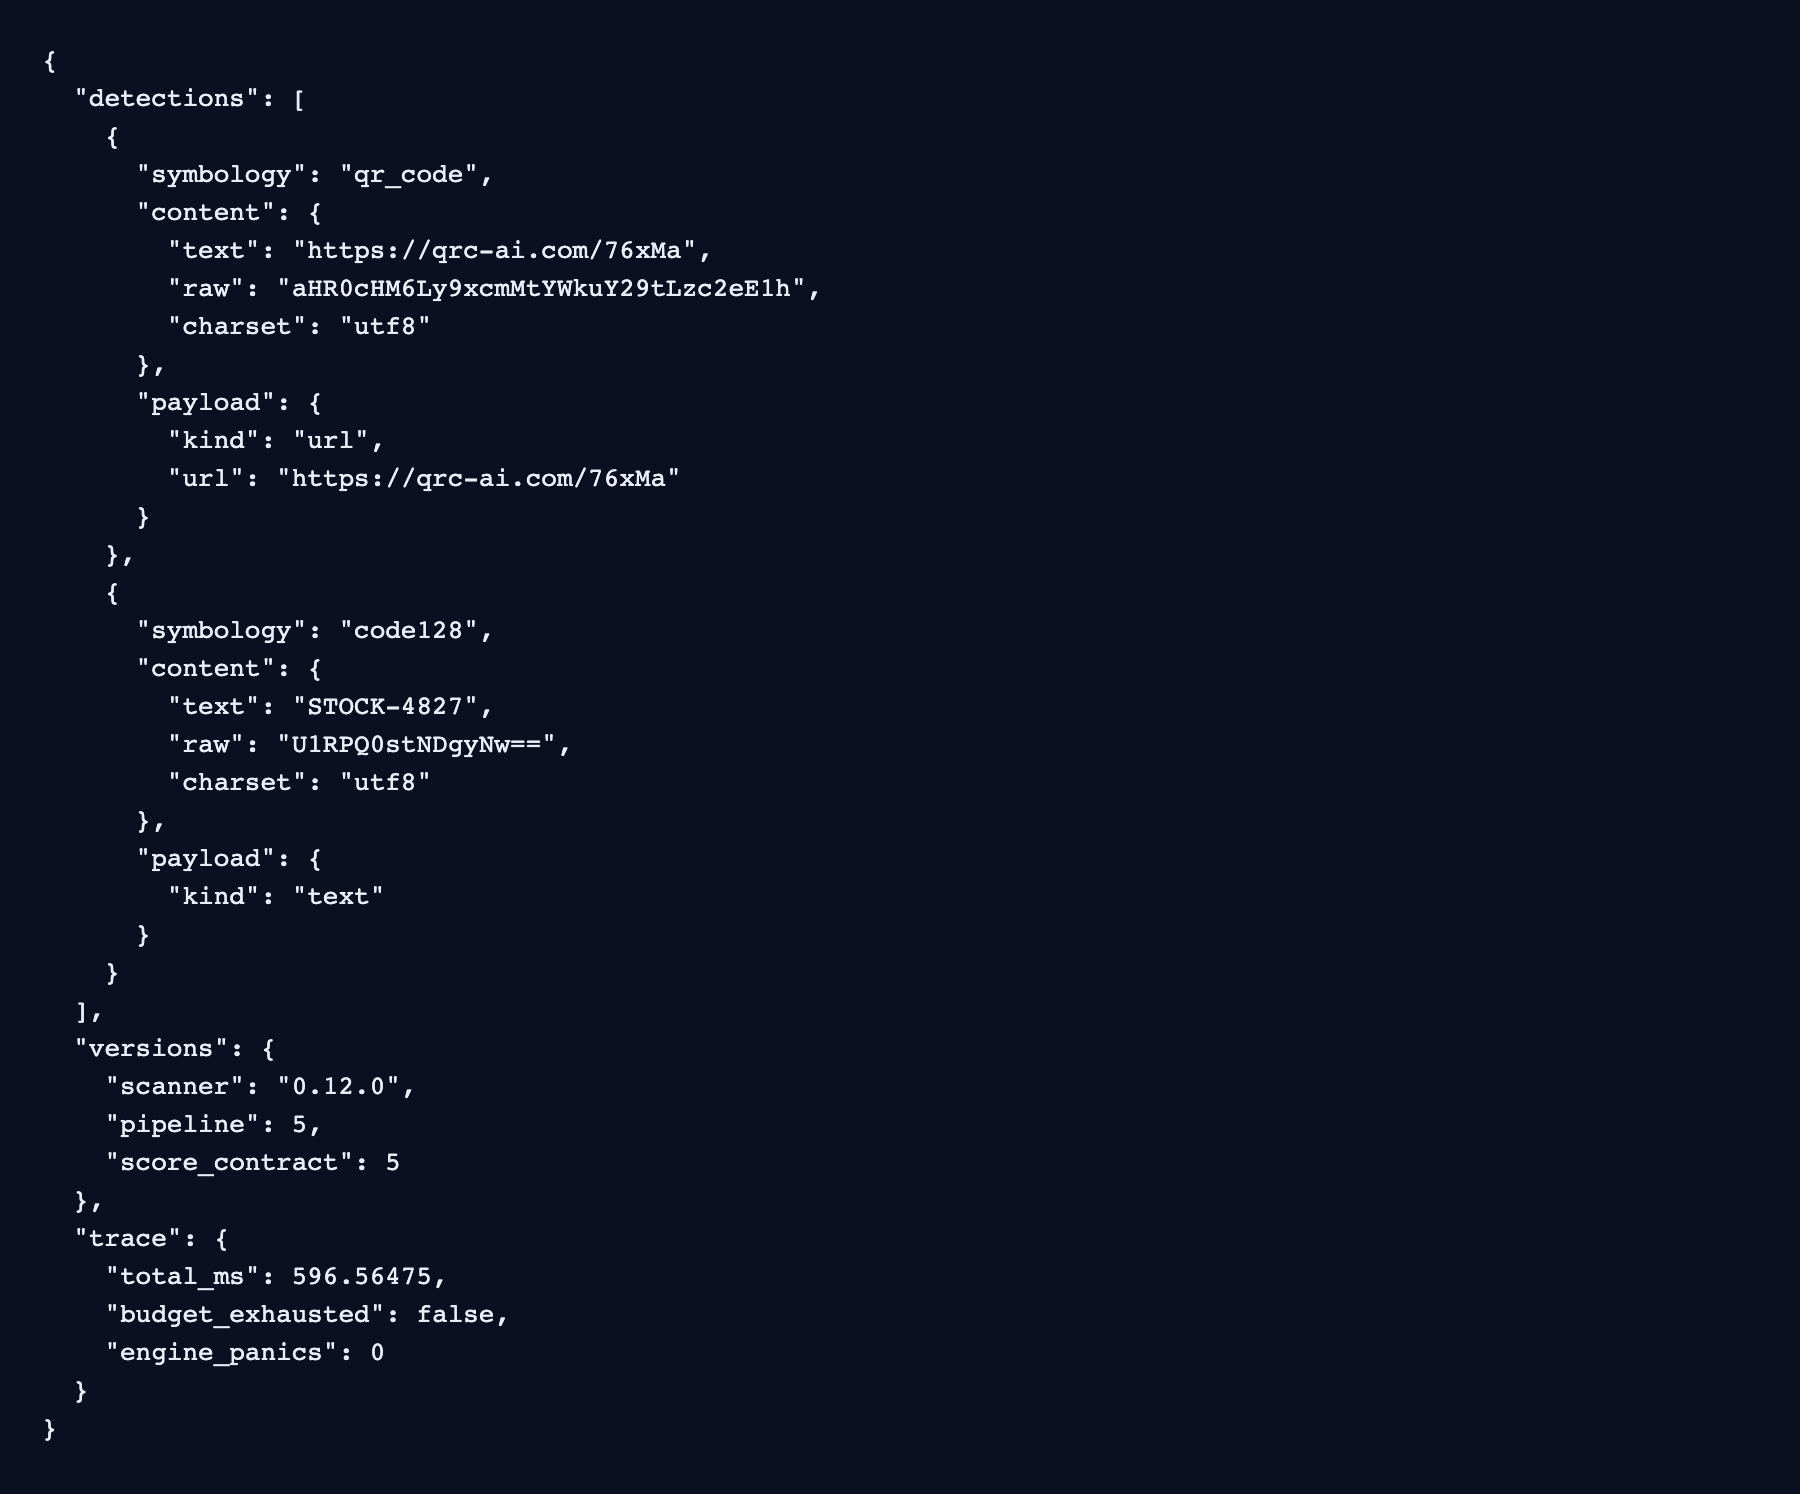 {
  "detections": [
    {
      "symbology": "qr_code",
      "content": {
        "text": "https://qrc-ai.com/76xMa",
        "raw": "aHR0cHM6Ly9xcmMtYWkuY29tLzc2eE1h",
        "charset": "utf8"
      },
      "payload": {
        "kind": "url",
        "url": "https://qrc-ai.com/76xMa"
      }
    },
    {
      "symbology": "code128",
      "content": {
        "text": "STOCK-4827",
        "raw": "U1RPQ0stNDgyNw==",
        "charset": "utf8"
      },
      "payload": {
        "kind": "text"
      }
    }
  ],
  "versions": {
    "scanner": "0.12.0",
    "pipeline": 5,
    "score_contract": 5
  },
  "trace": {
    "total_ms": 596.56475,
    "budget_exhausted": false,
    "engine_panics": 0
  }
}